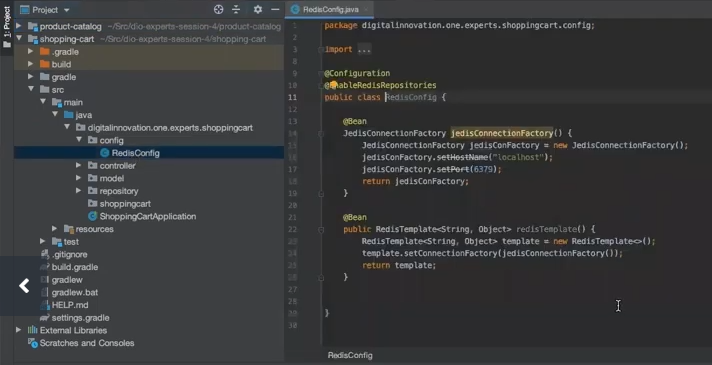 Project
RedisConfig.java
1: Project
product-catalog ~/Src/dio-experts-session-4/product-catalog
shopping-cart ~/Src/dio-experts-session-4/shopping-cart
.gradle
build
gradle
src
main
java
digitalinnovation.one.experts.shoppingcart
config
RedisConfig
controller
model
repository
shoppingcart
ShoppingCartApplication
resources
test
.gitignore
build.gradle
gradlew
gradlew.bat
HELP.md
settings.gradle
External Libraries
Scratches and Consoles
1 package digitalinnovation.one.experts.shoppingcart.config;
2
3 import ...
8
9 @Configuration
10 @EnableRedisRepositories
11 public class RedisConfig {
12
13 @Bean
14 JedisConnectionFactory jedisConnectionFactory() {
15 JedisConnectionFactory jedisConFactory = new JedisConnectionFactory();
16 jedisConFactory.setHostName("localhost");
17 jedisConFactory.setPort(6379);
18 return jedisConFactory;
19 }
20
21 @Bean
22 public RedisTemplate<String, Object> redisTemplate() {
23 RedisTemplate<String, Object> template = new RedisTemplate<>();
24 template.setConnectionFactory(jedisConnectionFactory());
25 return template;
26 }
27
28
29 }
30
RedisConfig